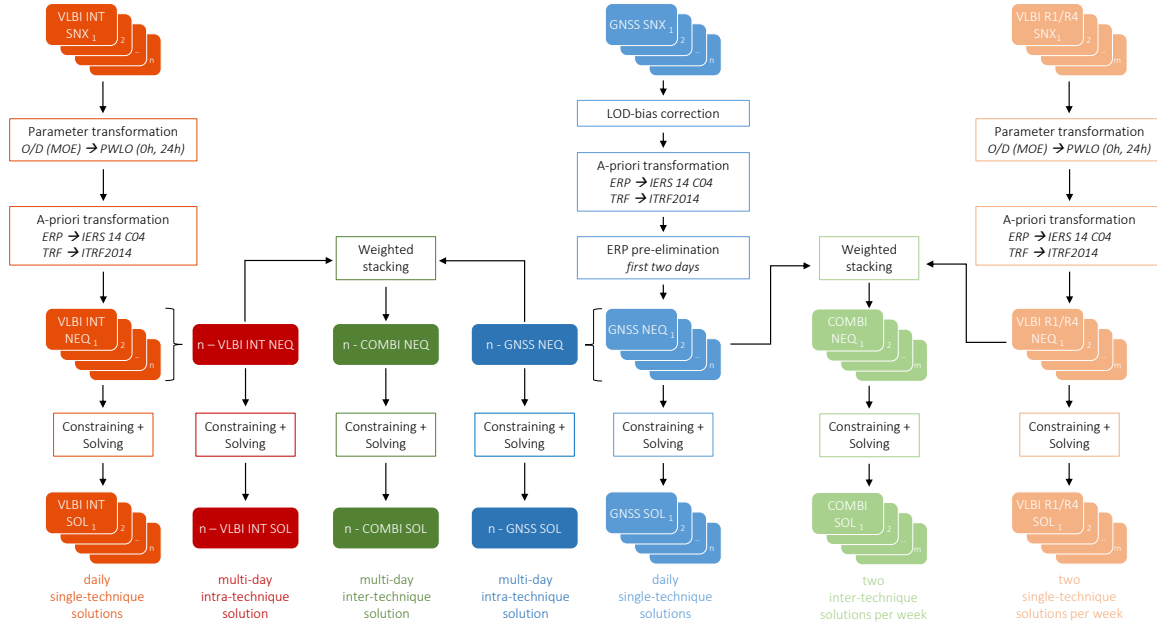 VLBI INT
SNX 1
2
..
n
Parameter transformation
O/D (MOE) → PWLO (0h, 24h)
A-priori transformation
ERP → IERS 14 C04
TRF → ITRF2014
VLBI INT
NEQ 1
2
..
n
Constraining +
Solving
VLBI INT
SOL 1
2
..
n
daily
single-technique
solutions
n – VLBI INT NEQ
Constraining +
Solving
n – VLBI INT SOL
multi-day
intra-technique
solution
Weighted
stacking
n - COMBI NEQ
Constraining +
Solving
n - COMBI SOL
multi-day
inter-technique
solution
n - GNSS NEQ
Constraining +
Solving
n - GNSS SOL
multi-day
intra-technique
solution
GNSS SNX 1
2
..
n
LOD-bias correction
A-priori transformation
ERP → IERS 14 C04
TRF → ITRF2014
ERP pre-elimination
first two days
GNSS NEQ 1
2
..
n
Constraining +
Solving
GNSS SOL 1
2
..
n
daily
single-technique
solutions
Weighted
stacking
COMBI
NEQ 1
2
..
m
Constraining +
Solving
COMBI
SOL 1
2
..
m
two
inter-technique
solutions per week
VLBI R1/R4
SNX 1
2
..
m
Parameter transformation
O/D (MOE) → PWLO (0h, 24h)
A-priori transformation
ERP → IERS 14 C04
TRF → ITRF2014
VLBI R1/R4
NEQ 1
2
..
m
Constraining +
Solving
VLBI R1/R4
SOL 1
2
..
m
two
single-technique
solutions per week